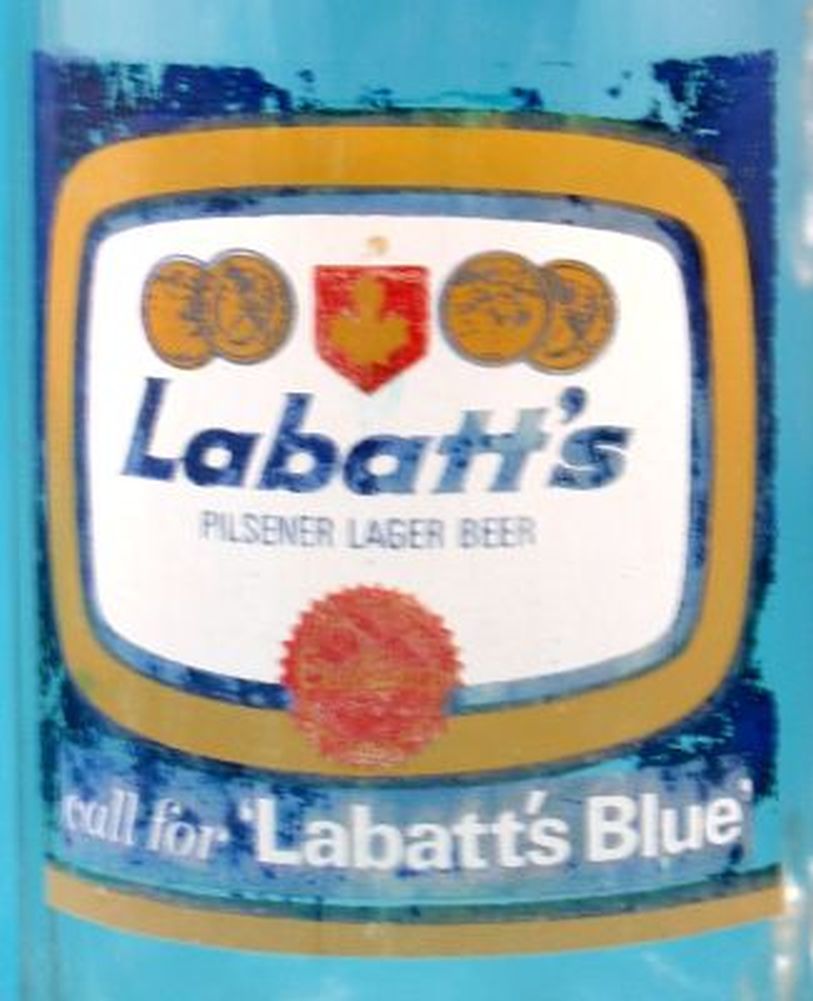 Labatt's
PILSENER LAGER BEER
call for 'Labatt's Blue'